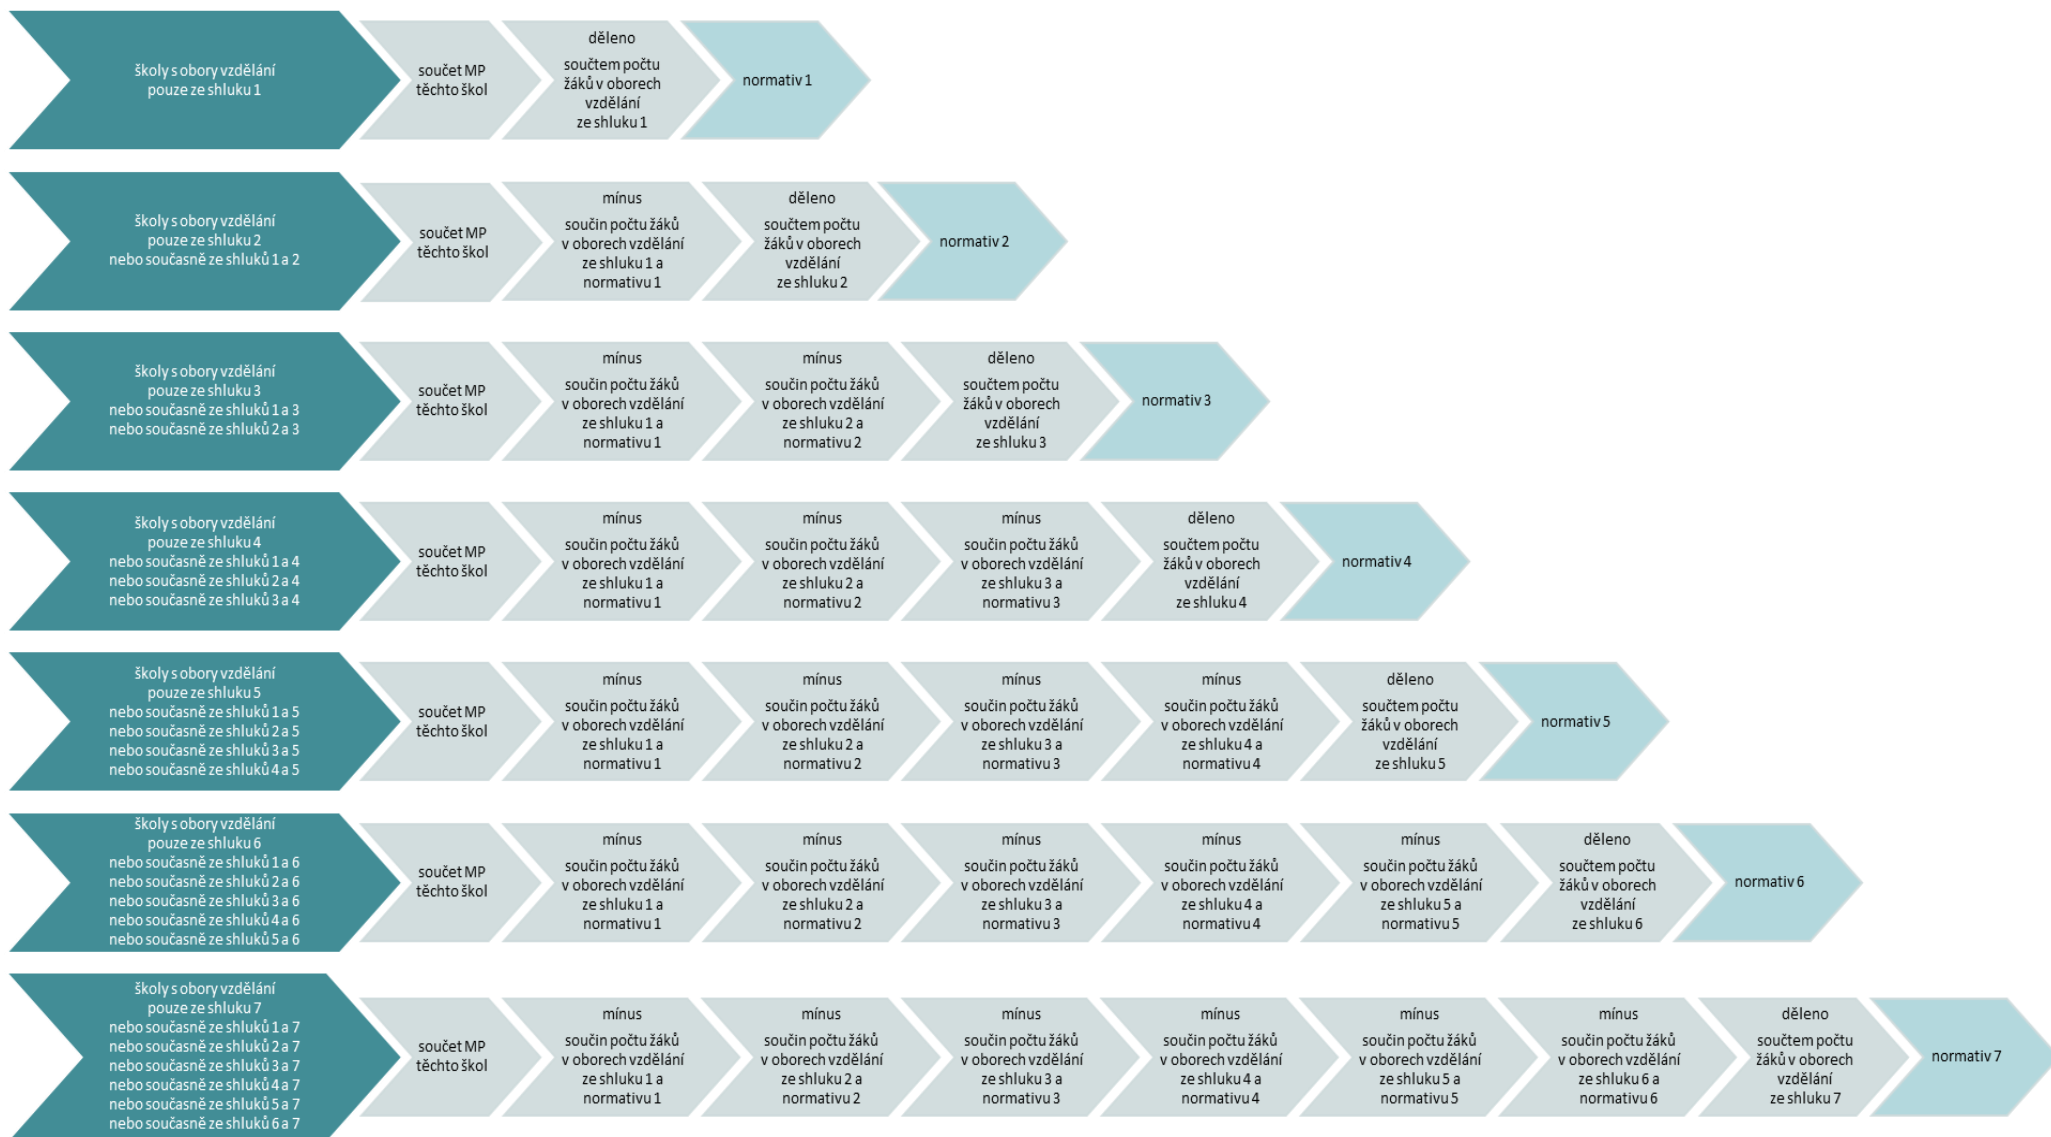 školy s obory vzdělání
pouze ze shluku 1
součet MP
těchto škol
děleno
součtem počtu
žáků v oborech
vzdělání
ze shluku 1
normativ 1
školy s obory vzdělání
pouze ze shluku 2
nebo současně ze shluků 1 a 2
součet MP
těchto škol
mínus
součin počtu žáků
v oborech vzdělání
ze shluku 1 a
normativu 1
děleno
součtem počtu
žáků v oborech
vzdělání
ze shluku 2
normativ 2
školy s obory vzdělání
pouze ze shluku 3
nebo současně ze shluků 1 a 3
nebo současně ze shluků 2 a 3
součet MP
těchto škol
mínus
součin počtu žáků
v oborech vzdělání
ze shluku 1 a
normativu 1
mínus
součin počtu žáků
v oborech vzdělání
ze shluku 2 a
normativu 2
děleno
součtem počtu
žáků v oborech
vzdělání
ze shluku 3
normativ 3
školy s obory vzdělání
pouze ze shluku 4
nebo současně ze shluků 1 a 4
nebo současně ze shluků 2 a 4
nebo současně ze shluků 3 a 4
součet MP
těchto škol
mínus
součin počtu žáků
v oborech vzdělání
ze shluku 1 a
normativu 1
mínus
součin počtu žáků
v oborech vzdělání
ze shluku 2 a
normativu 2
mínus
součin počtu žáků
v oborech vzdělání
ze shluku 3 a
normativu 3
děleno
součtem počtu
žáků v oborech
vzdělání
ze shluku 4
normativ 4
školy s obory vzdělání
pouze ze shluku 5
nebo současně ze shluků 1 a 5
nebo současně ze shluků 2 a 5
nebo současně ze shluků 3 a 5
nebo současně ze shluků 4 a 5
součet MP
těchto škol
mínus
součin počtu žáků
v oborech vzdělání
ze shluku 1 a
normativu 1
mínus
součin počtu žáků
v oborech vzdělání
ze shluku 2 a
normativu 2
mínus
součin počtu žáků
v oborech vzdělání
ze shluku 3 a
normativu 3
mínus
součin počtu žáků
v oborech vzdělání
ze shluku 4 a
normativu 4
děleno
součtem počtu
žáků v oborech
vzdělání
ze shluku 5
normativ 5
školy s obory vzdělání
pouze ze shluku 6
nebo současně ze shluků 1 a 6
nebo současně ze shluků 2 a 6
nebo současně ze shluků 3 a 6
nebo současně ze shluků 4 a 6
nebo současně ze shluků 5 a 6
součet MP
těchto škol
mínus
součin počtu žáků
v oborech vzdělání
ze shluku 1 a
normativu 1
mínus
součin počtu žáků
v oborech vzdělání
ze shluku 2 a
normativu 2
mínus
součin počtu žáků
v oborech vzdělání
ze shluku 3 a
normativu 3
mínus
součin počtu žáků
v oborech vzdělání
ze shluku 4 a
normativu 4
mínus
součin počtu žáků
v oborech vzdělání
ze shluku 5 a
normativu 5
děleno
součtem počtu
žáků v oborech
vzdělání
ze shluku 6
normativ 6
školy s obory vzdělání
pouze ze shluku 7
nebo současně ze shluků 1 a 7
nebo současně ze shluků 2 a 7
nebo současně ze shluků 3 a 7
nebo současně ze shluků 4 a 7
nebo současně ze shluků 5 a 7
nebo současně ze shluků 6 a 7
součet MP
těchto škol
mínus
součin počtu žáků
v oborech vzdělání
ze shluku 1 a
normativu 1
mínus
součin počtu žáků
v oborech vzdělání
ze shluku 2 a
normativu 2
mínus
součin počtu žáků
v oborech vzdělání
ze shluku 3 a
normativu 3
mínus
součin počtu žáků
v oborech vzdělání
ze shluku 4 a
normativu 4
mínus
součin počtu žáků
v oborech vzdělání
ze shluku 5 a
normativu 5
mínus
součin počtu žáků
v oborech vzdělání
ze shluku 6 a
normativu 6
děleno
součtem počtu
žáků v oborech
vzdělání
ze shluku 7
normativ 7